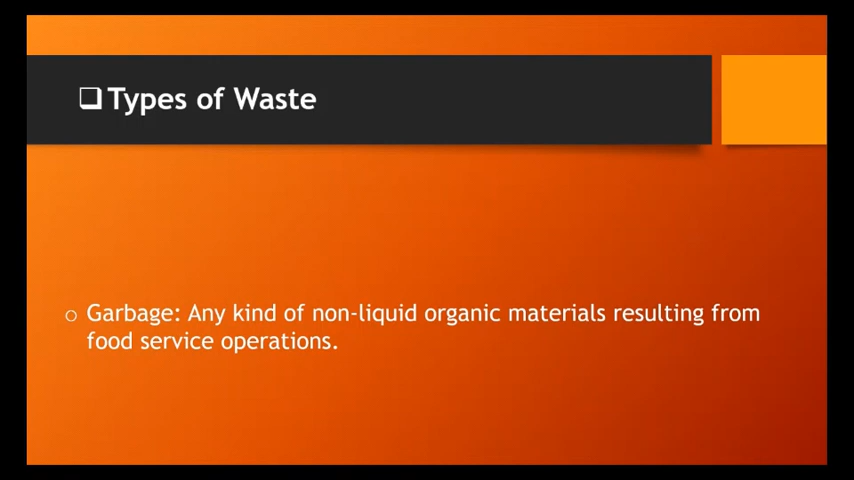 ❑Types of Waste
o Garbage: Any kind of non-liquid organic materials resulting from
food service operations.